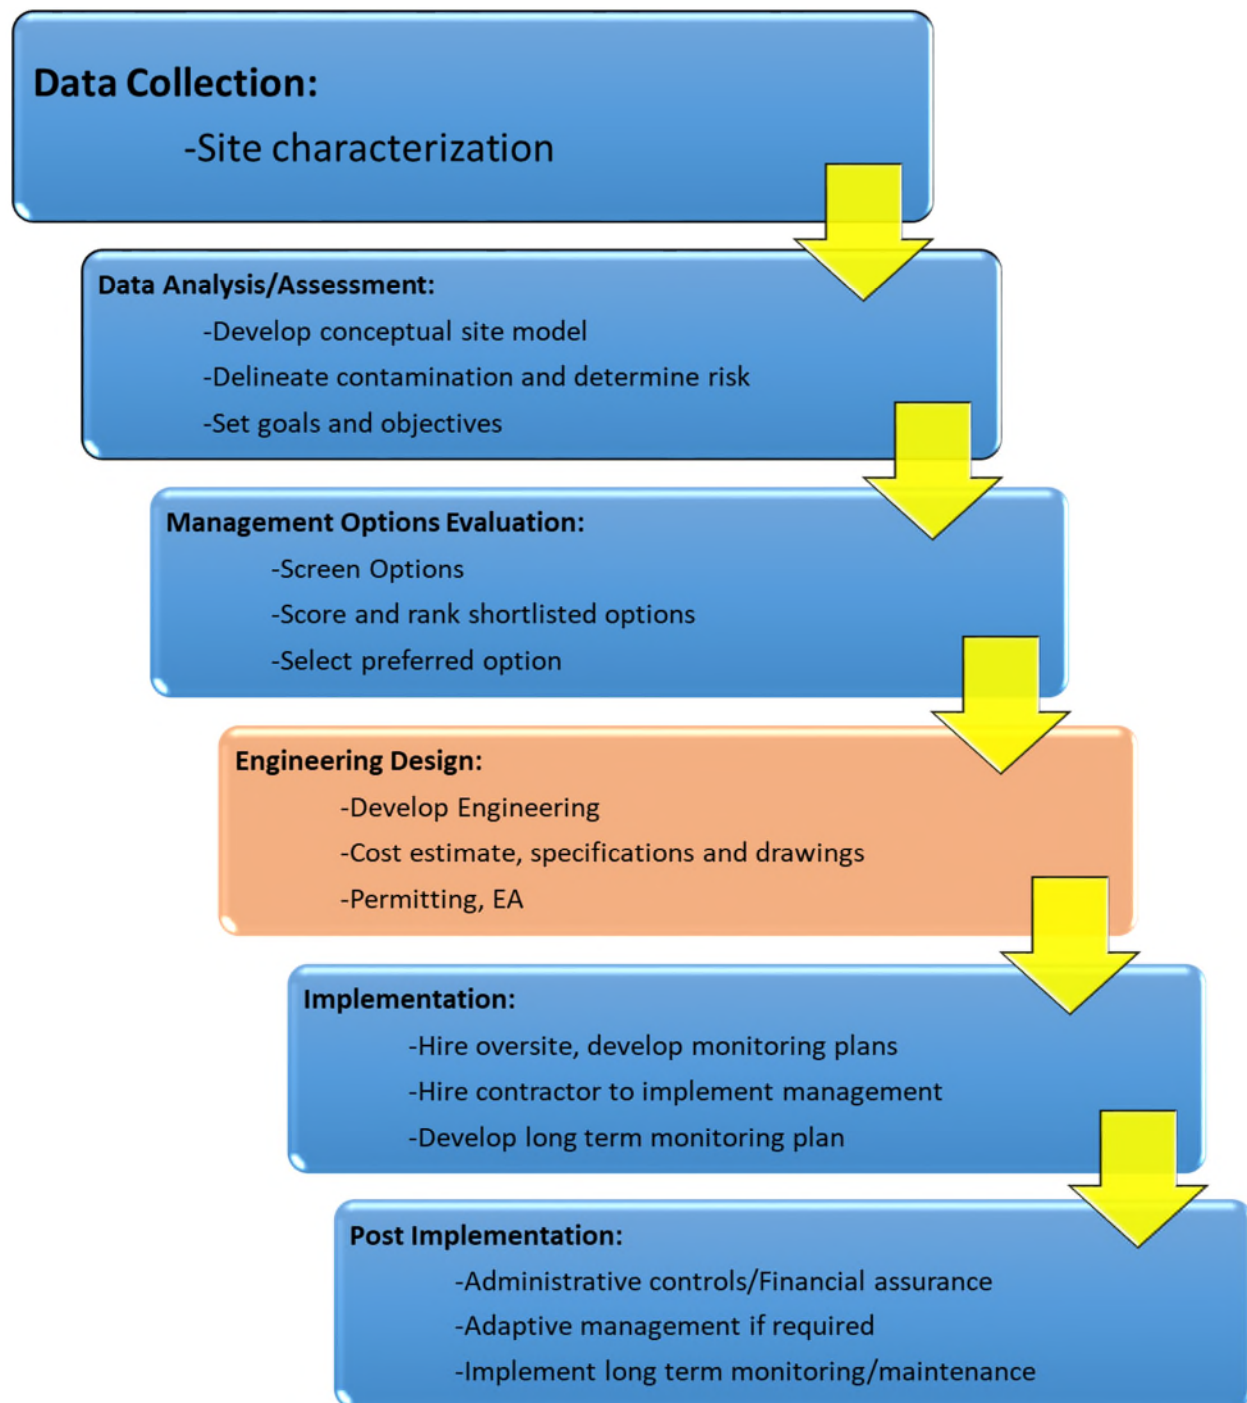 Data Collection:
-Site characterization
Data Analysis/Assessment:
-Develop conceptual site model
-Delineate contamination and determine risk
-Set goals and objectives
Management Options Evaluation:
-Screen Options
-Score and rank shortlisted options
-Select preferred option
Engineering Design:
-Develop Engineering
-Cost estimate, specifications and drawings
-Permitting, EA
Implementation:
-Hire oversite, develop monitoring plans
-Hire contractor to implement management
-Develop long term monitoring plan
Post Implementation:
-Administrative controls/Financial assurance
-Adaptive management if required
-Implement long term monitoring/maintenance